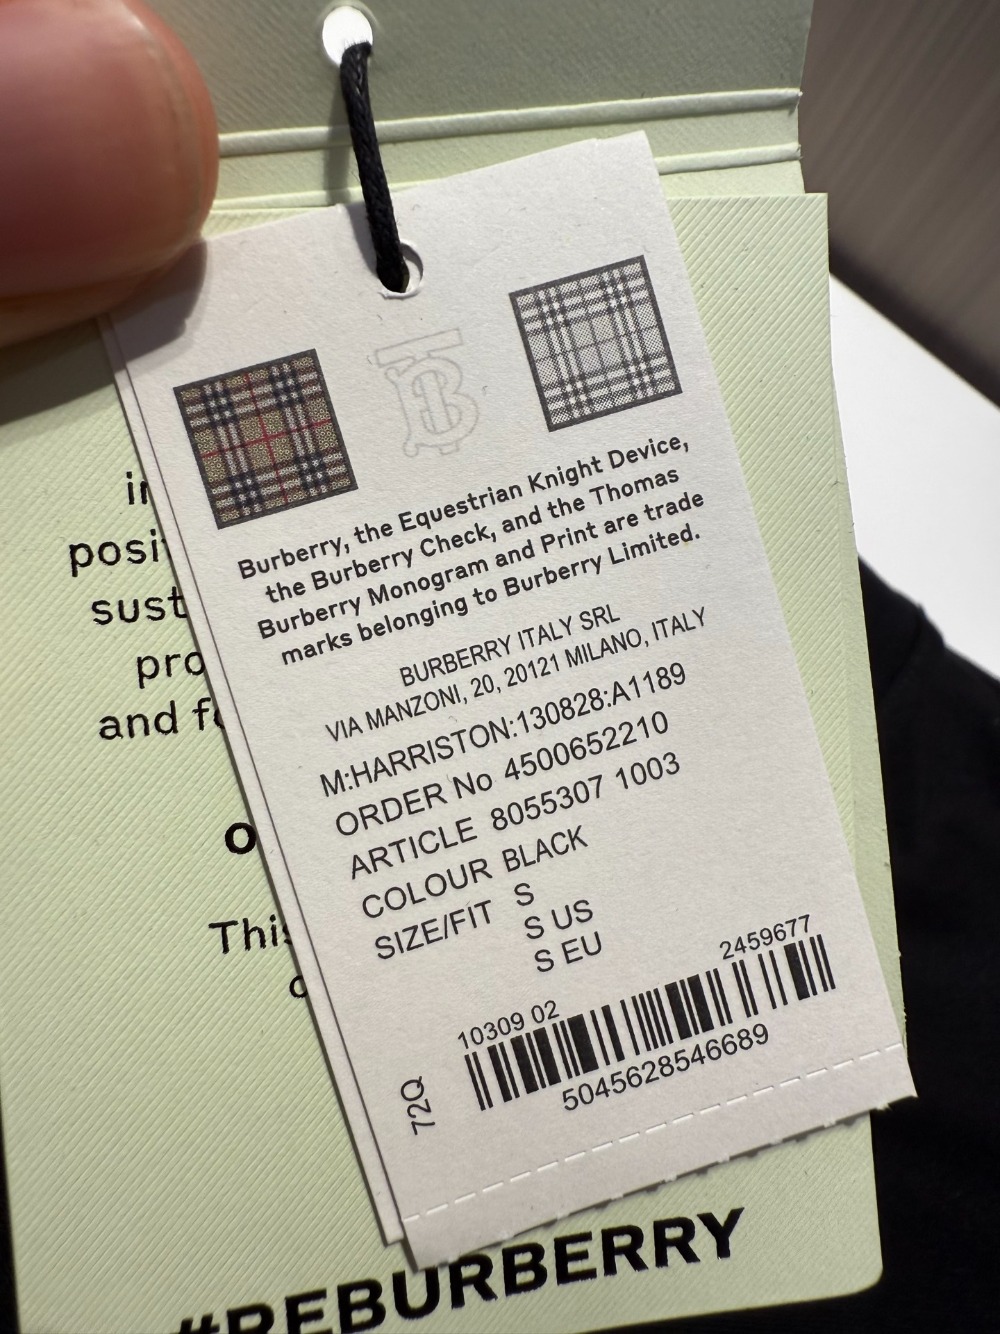 Burberry, the Equestrian Knight Device,
the Burberry Check, and the Thomas
Burberry Monogram and Print are trade
marks belonging to Burberry Limited.
BURBERRY ITALY SRL
VIA MANZONI, 20, 20121 MILANO, ITALY
M:HARRISTON:130828:A1189
ORDER No 4500652210
ARTICLE 8055307 1003
COLOUR BLACK
SIZE/FIT S
S US
S EU
10309 02 2459677
5045628546689
72Q
and
This
#REBURBERRY